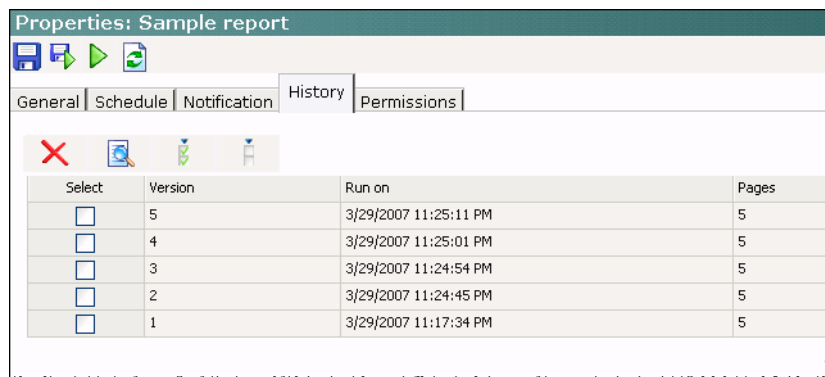 Properties: Sample report
General Schedule Notification History Permissions
Select Version Run on Pages
5 3/29/2007 11:25:11 PM 5
4 3/29/2007 11:25:01 PM 5
3 3/29/2007 11:24:54 PM 5
2 3/29/2007 11:24:45 PM 5
1 3/29/2007 11:17:34 PM 5